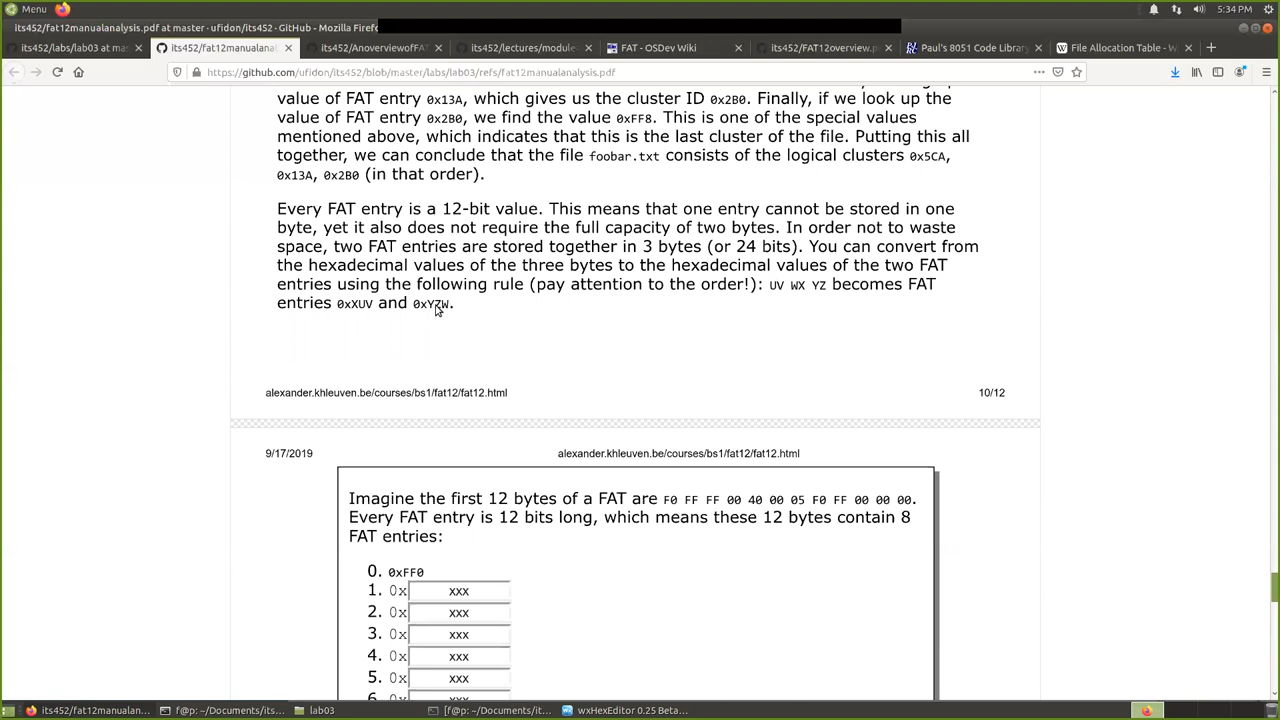 Menu
5:34 PM
its452/fat12manualanalysis.pdf at master · ufidon/its452 · GitHub - Mozilla Firefo
its452/labs/lab03 at mas
its452/fat12manualanal
its452/AnoverviewofFAT
its452/lectures/module-
FAT - OSDev Wiki
its452/FAT12overview.p
Paul's 8051 Code Library
File Allocation Table - W
https://github.com/ufidon/its452/blob/master/labs/lab03/refs/fat12manualanalysis.pdf
value of FAT entry 0x13A, which gives us the cluster ID 0x2B0. Finally, if we look up the
value of FAT entry 0x2B0, we find the value 0xFF8. This is one of the special values
mentioned above, which indicates that this is the last cluster of the file. Putting this all
together, we can conclude that the file foobar.txt consists of the logical clusters 0x5CA,
0x13A, 0x2B0 (in that order).
Every FAT entry is a 12-bit value. This means that one entry cannot be stored in one
byte, yet it also does not require the full capacity of two bytes. In order not to waste
space, two FAT entries are stored together in 3 bytes (or 24 bits). You can convert from
the hexadecimal values of the three bytes to the hexadecimal values of the two FAT
entries using the following rule (pay attention to the order!): UV WX YZ becomes FAT
entries 0xXUV and 0xYZW.
alexander.khleuven.be/courses/bs1/fat12/fat12.html 10/12
9/17/2019 alexander.khleuven.be/courses/bs1/fat12/fat12.html
Imagine the first 12 bytes of a FAT are F0 FF FF 00 40 00 05 F0 FF 00 00 00.
Every FAT entry is 12 bits long, which means these 12 bytes contain 8
FAT entries:
0. 0xFF0
1. 0x xxx
2. 0x xxx
3. 0x xxx
4. 0x xxx
5. 0x xxx
6. xxx
its452/fat12manualan...
f@p: ~/Documents/its...
lab03
[f@p: ~/Documents/it...
wxHexEditor 0.25 Beta...